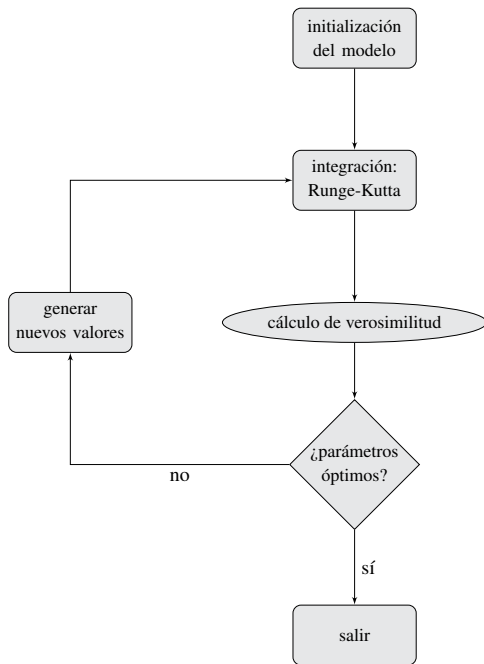 initialización
del modelo
integración:
Runge-Kutta
generar
nuevos valores
cálculo de verosimilitud
¿parámetros
óptimos?
no
sí
salir